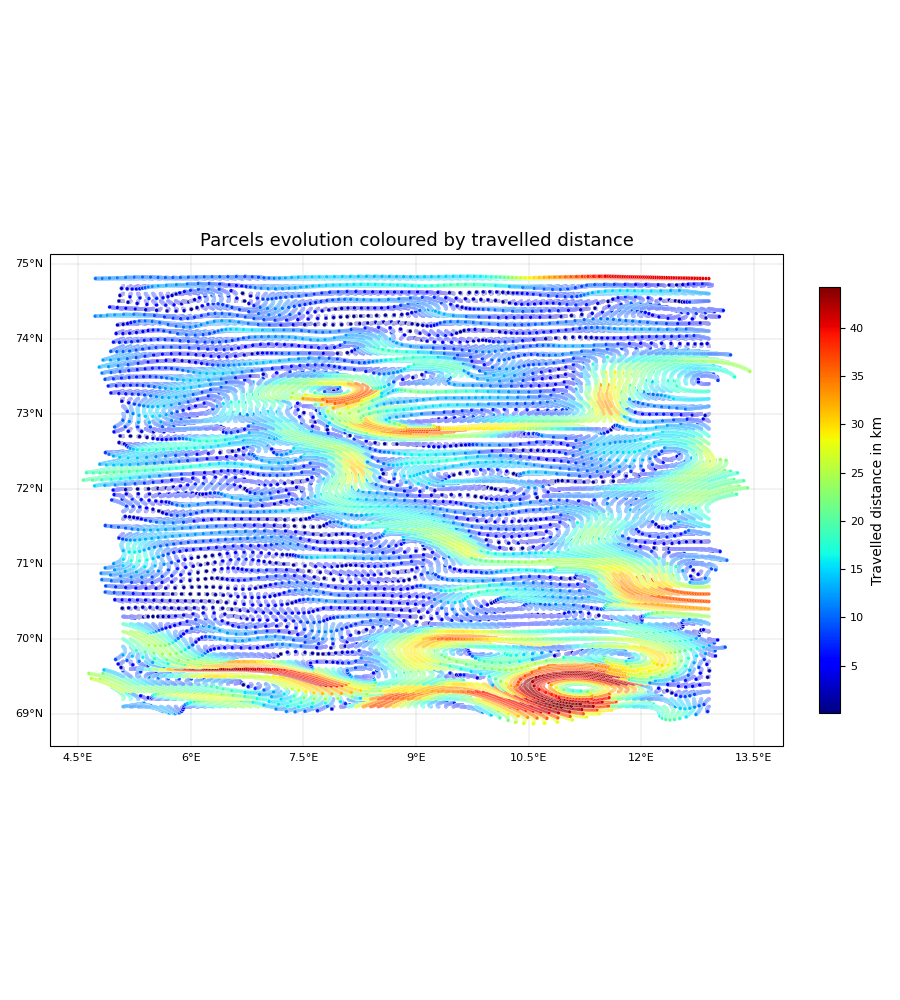 Parcels evolution coloured by travelled distance
75°N
74°N
73°N
72°N
71°N
70°N
69°N
4.5°E 6°E 7.5°E 9°E 10.5°E 12°E 13.5°E
40
35
30
25
20
15
10
5
Travelled distance in km